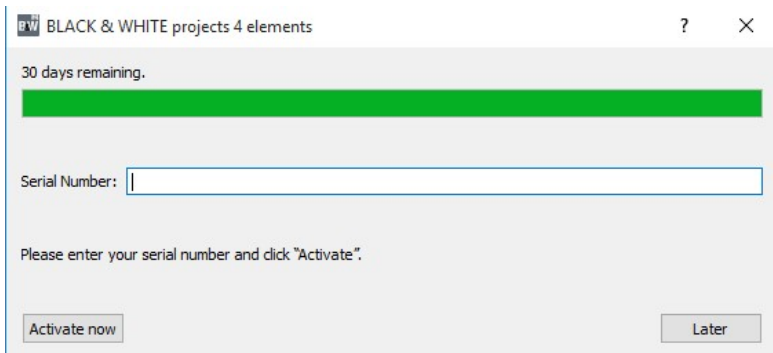 BLACK & WHITE projects 4 elements
30 days remaining.
Serial Number:
Please enter your serial number and click “Activate”.
Activate now
Later